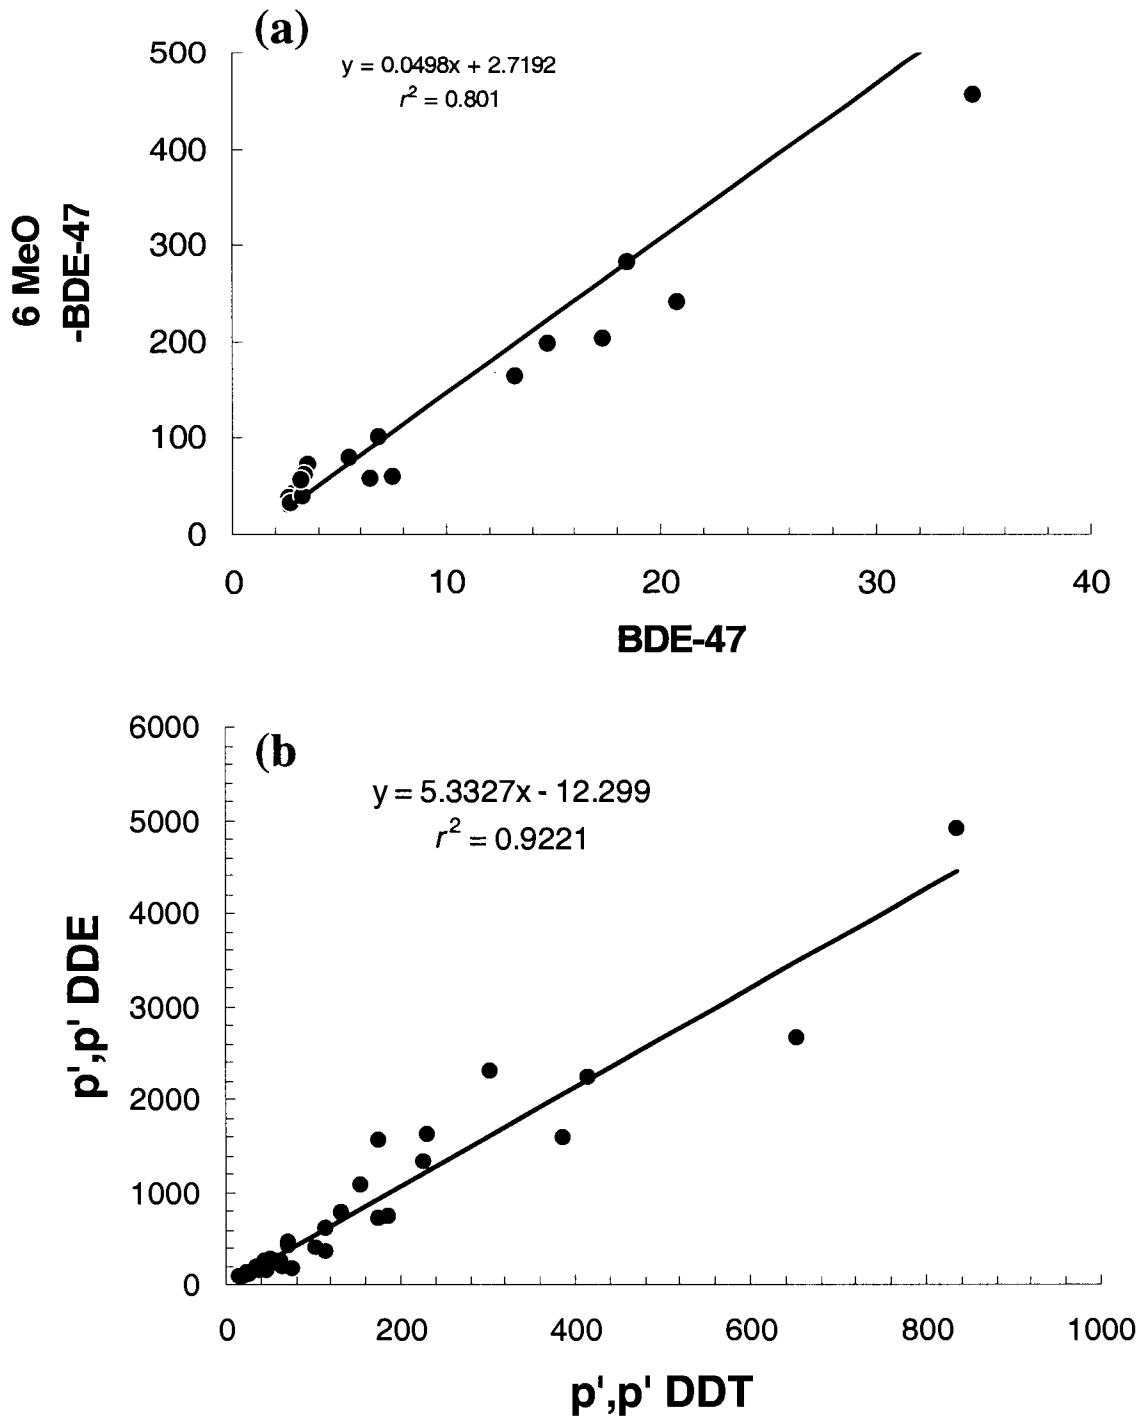 (a)
y = 0.0498x + 2.7192
r² = 0.801
500
400
300
200
100
0
6 MeO
-BDE-47
0 10 20 30 40
BDE-47
(b
y = 5.3327x - 12.299
r² = 0.9221
6000
5000
4000
3000
2000
1000
0
p',p' DDE
0 200 400 600 800 1000
p',p' DDT